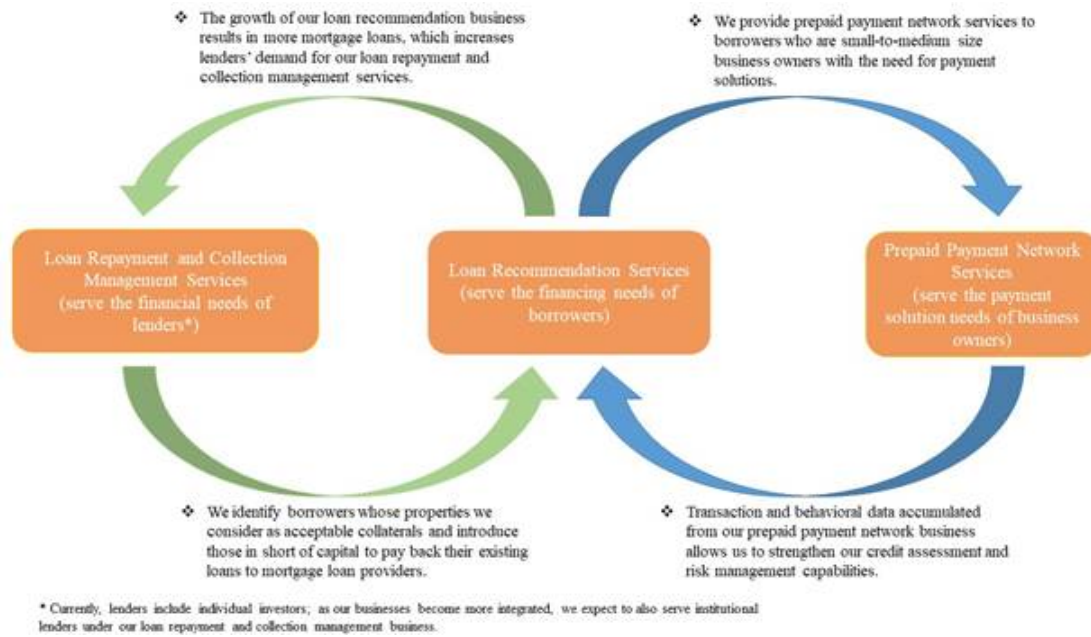 ❖ The growth of our loan recommendation business
results in more mortgage loans, which increases
lenders' demand for our loan repayment and
collection management services.
❖ We provide prepaid payment network services to
borrowers who are small-to-medium size
business owners with the need for payment
solutions.
Loan Repayment and Collection
Management Services
(serve the financial needs of
lenders*)
Loan Recommendation Services
(serve the financing needs of
borrowers)
Prepaid Payment Network
Services
(serve the payment
solution needs of business
owners)
❖ We identify borrowers whose properties we
consider as acceptable collaterals and introduce
those in short of capital to pay back their existing
loans to mortgage loan providers.
❖ Transaction and behavioral data accumulated
from our prepaid payment network business
allows us to strengthen our credit assessment and
risk management capabilities.
* Currently, lenders include individual investors; as our businesses become more integrated, we expect to also serve institutional
lenders under our loan repayment and collection management business.